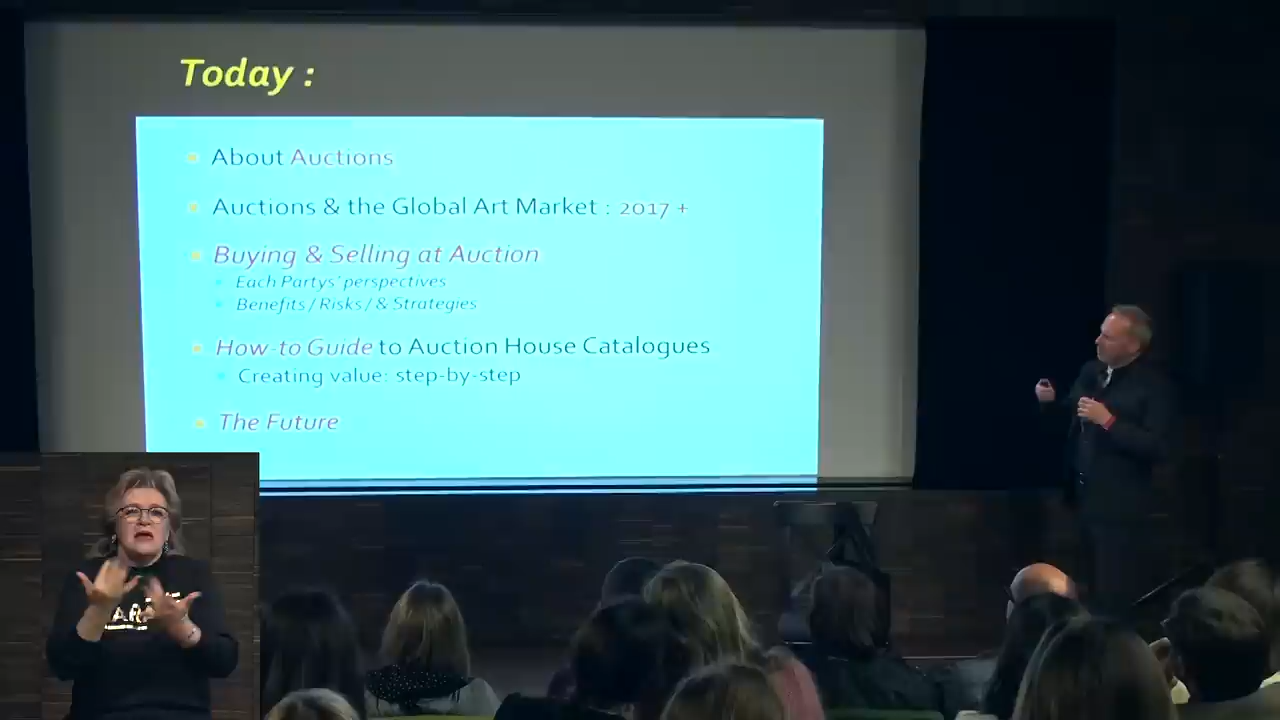 Today :
About Auctions
Auctions & the Global Art Market : 2017 +
Buying & Selling at Auction
Each Partys' perspectives
Benefits / Risks / & Strategies
How-to Guide to Auction House Catalogues
Creating value: step-by-step
The Future